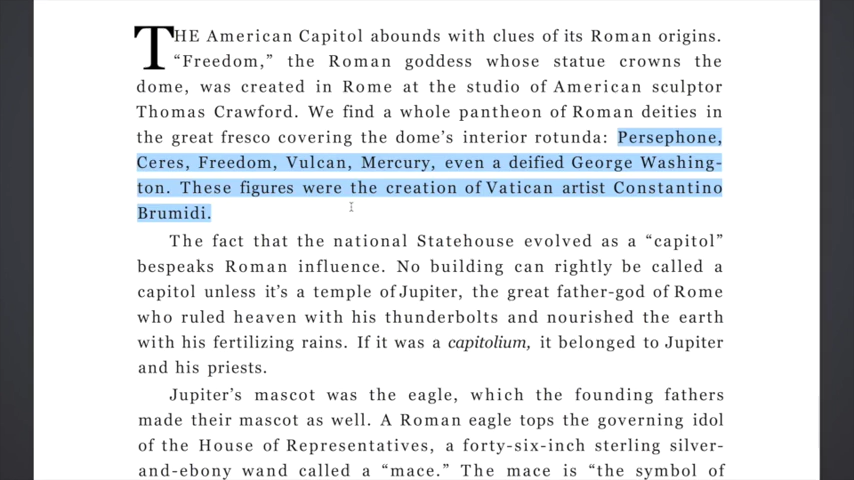 THE American Capitol abounds with clues of its Roman origins.
“Freedom,” the Roman goddess whose statue crowns the
dome, was created in Rome at the studio of American sculptor
Thomas Crawford. We find a whole pantheon of Roman deities in
the great fresco covering the dome’s interior rotunda: Persephone,
Ceres, Freedom, Vulcan, Mercury, even a deified George Washing-
ton. These figures were the creation of Vatican artist Constantino
Brumidi.
The fact that the national Statehouse evolved as a “capitol”
bespeaks Roman influence. No building can rightly be called a
capitol unless it’s a temple of Jupiter, the great father-god of Rome
who ruled heaven with his thunderbolts and nourished the earth
with his fertilizing rains. If it was a capitolium, it belonged to Jupiter
and his priests.
Jupiter’s mascot was the eagle, which the founding fathers
made their mascot as well. A Roman eagle tops the governing idol
of the House of Representatives, a forty-six-inch sterling silver-
and-ebony wand called a “mace.” The mace is “the symbol of